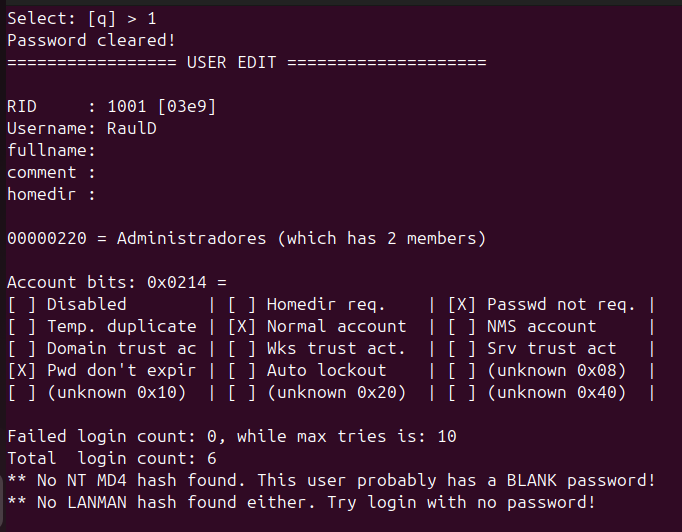 Select: [q] > 1
Password cleared!
================= USER EDIT ====================
RID     : 1001 [03e9]
Username: RaulD
fullname:
comment :
homedir :
00000220 = Administradores (which has 2 members)
Account bits: 0x0214 =
[ ] Disabled        | [ ] Homedir req.    | [X] Passwd not req. |
[ ] Temp. duplicate | [X] Normal account  | [ ] NMS account     |
[ ] Domain trust ac | [ ] Wks trust act.  | [ ] Srv trust act   |
[X] Pwd don't expir | [ ] Auto lockout    | [ ] (unknown 0x08)  |
[ ] (unknown 0x10)  | [ ] (unknown 0x20)  | [ ] (unknown 0x40)  |
Failed login count: 0, while max tries is: 10
Total  login count: 6
** No NT MD4 hash found. This user probably has a BLANK password!
** No LANMAN hash found either. Try login with no password!